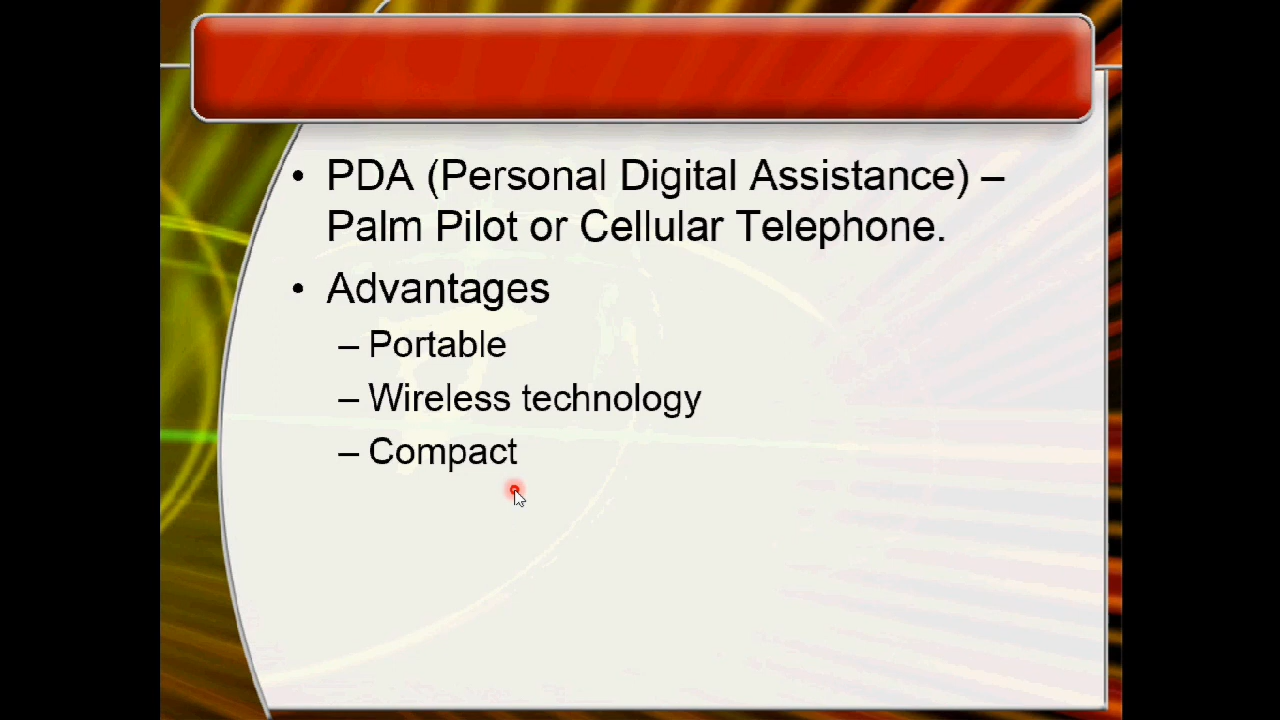 • PDA (Personal Digital Assistance) –
Palm Pilot or Cellular Telephone.
• Advantages
– Portable
– Wireless technology
– Compact